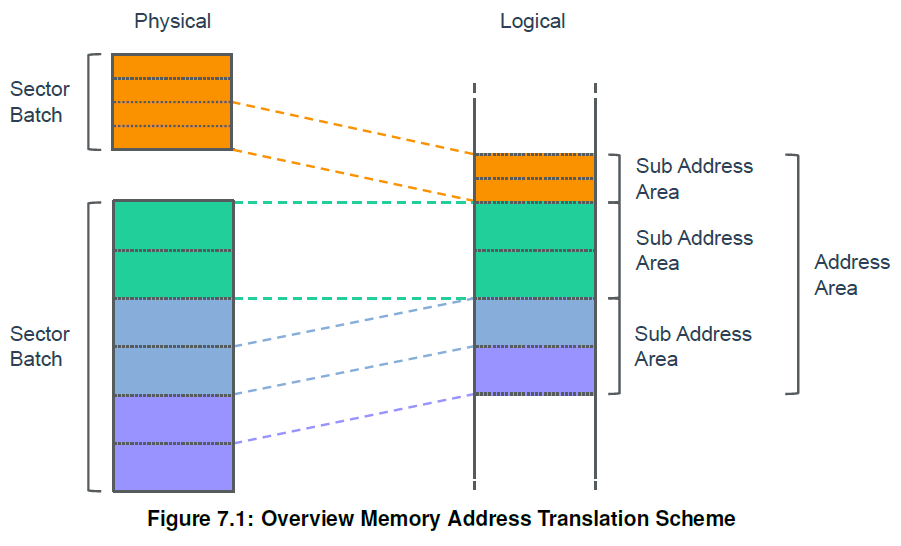 Physical
Logical
Sector
Batch
Sub Address
Area
Sub Address
Area
Address
Area
Sector
Batch
Sub Address
Area
Figure 7.1: Overview Memory Address Translation Scheme